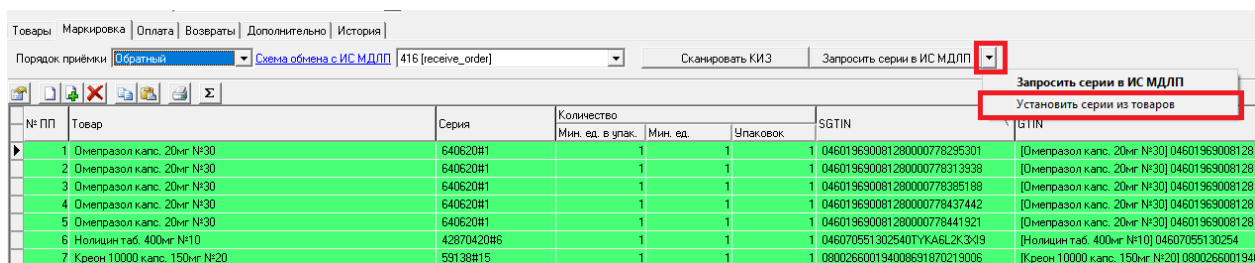 Товары Маркировка Оплата Возвраты Дополнительно История
Порядок приёмки Обратный Схема обмена с ИС МДЛП 416 [receive_order] Сканировать КИЗ Запросить серии в ИС МДЛП
Запросить серии в ИС МДЛП
Установить серии из товаров
№ ПП Товар Серия Количество SGTIN GTIN
Мин. ед. в упак. Мин. ед. Упаковок
1 Омепразол капс. 20мг №30 640620#1 1 1 1 046019690081280000778295301 [Омепразол капс. 20мг №30] 04601969008128
2 Омепразол капс. 20мг №30 640620#1 1 1 1 046019690081280000778313938 [Омепразол капс. 20мг №30] 04601969008128
3 Омепразол капс. 20мг №30 640620#1 1 1 1 046019690081280000778385188 [Омепразол капс. 20мг №30] 04601969008128
4 Омепразол капс. 20мг №30 640620#1 1 1 1 046019690081280000778437442 [Омепразол капс. 20мг №30] 04601969008128
5 Омепразол капс. 20мг №30 640620#1 1 1 1 046019690081280000778441921 [Омепразол капс. 20мг №30] 04601969008128
6 Нолицин таб. 400мг №10 42870420#6 1 1 1 046070551302540TYKA6L2K3XI9 [Нолицин таб. 400мг №10] 04607055130254
7 Креон 10000 капс. 150мг №20 59138#15 1 1 1 080026600194008691870219006 [Креон 10000 капс. 150мг №20]